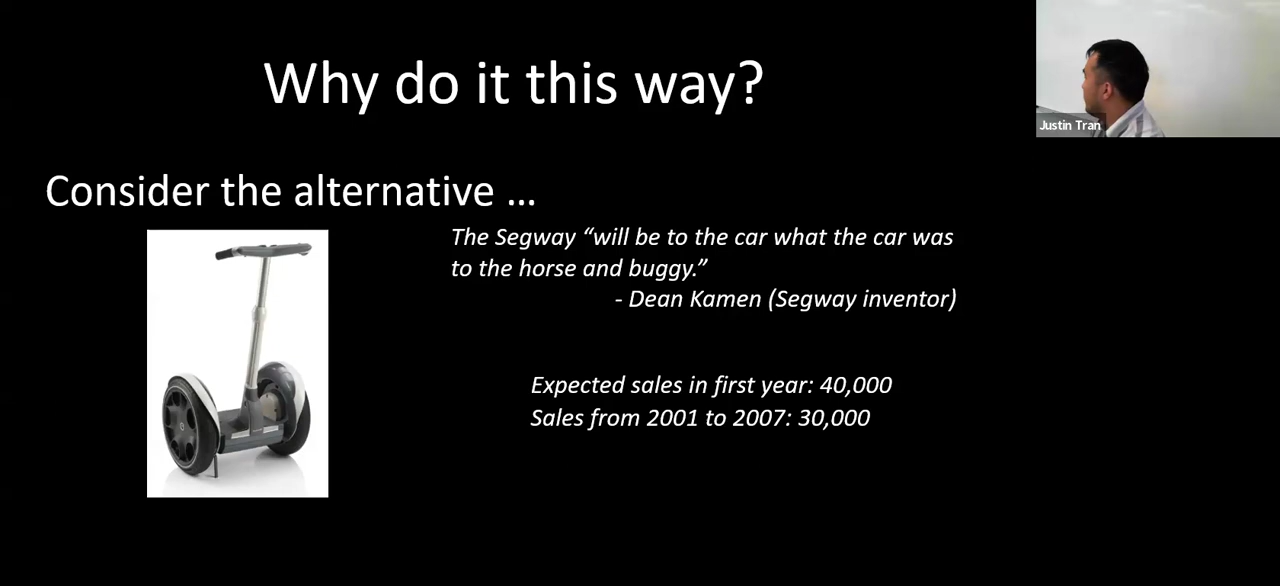 Why do it this way?
Justin Tran
Consider the alternative …
The Segway “will be to the car what the car was
to the horse and buggy.”
- Dean Kamen (Segway inventor)
Expected sales in first year: 40,000
Sales from 2001 to 2007: 30,000